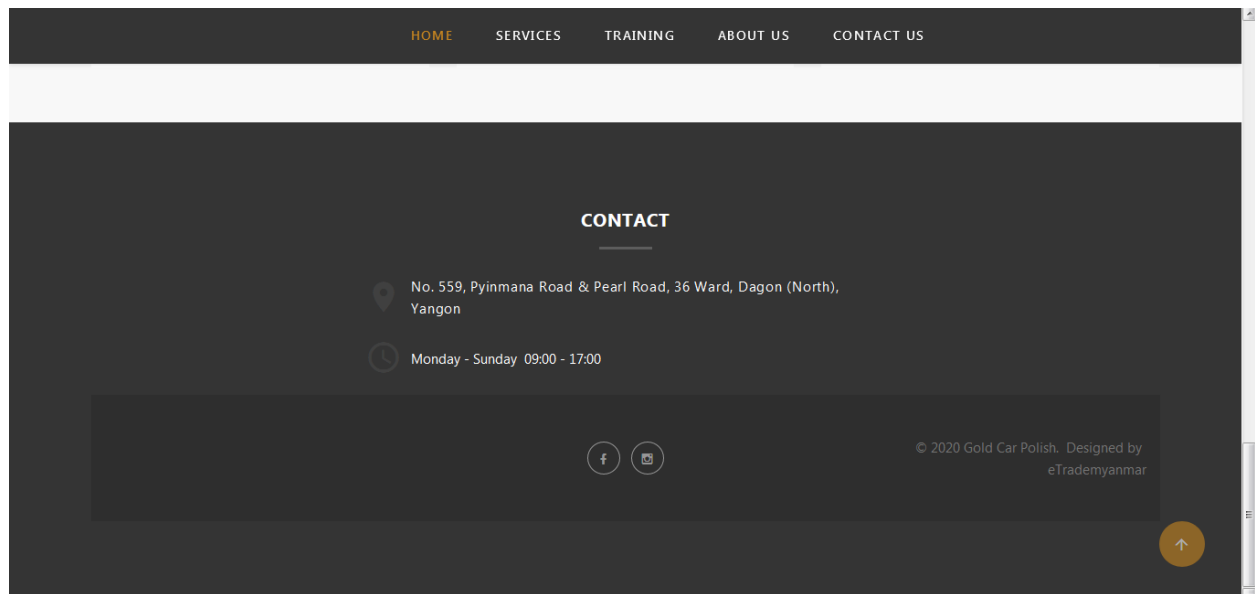 HOME SERVICES TRAINING ABOUT US CONTACT US
CONTACT
No. 559, Pyinmana Road & Pearl Road, 36 Ward, Dagon (North),
Yangon
Monday - Sunday 09:00 - 17:00
© 2020 Gold Car Polish. Designed by
eTrademyanmar